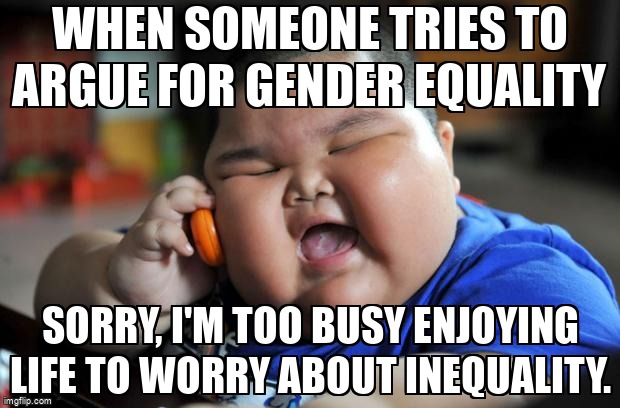 WHEN SOMEONE TRIES TO
ARGUE FOR GENDER EQUALITY
SORRY, I'M TOO BUSY ENJOYING
LIFE TO WORRY ABOUT INEQUALITY.
imgflip.com